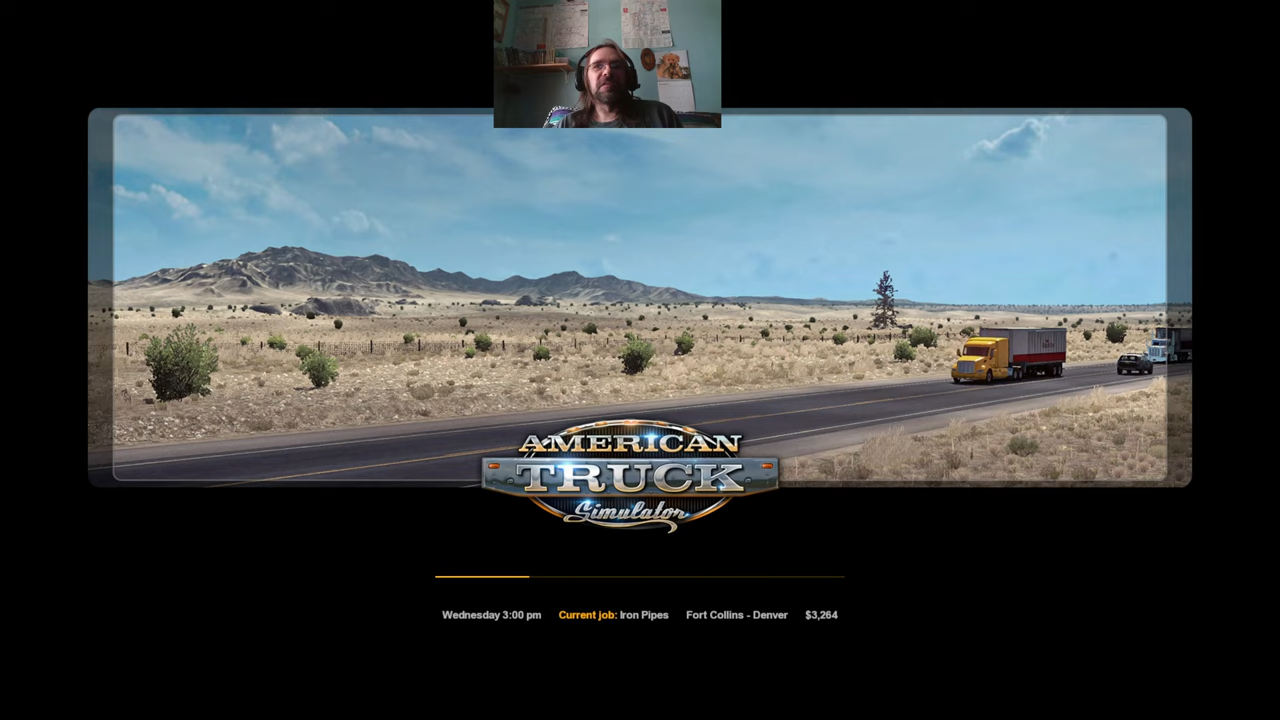 AMERICAN
TRUCK
Simulator
Wednesday 3:00 pm Current job: Iron Pipes Fort Collins - Denver $3,264